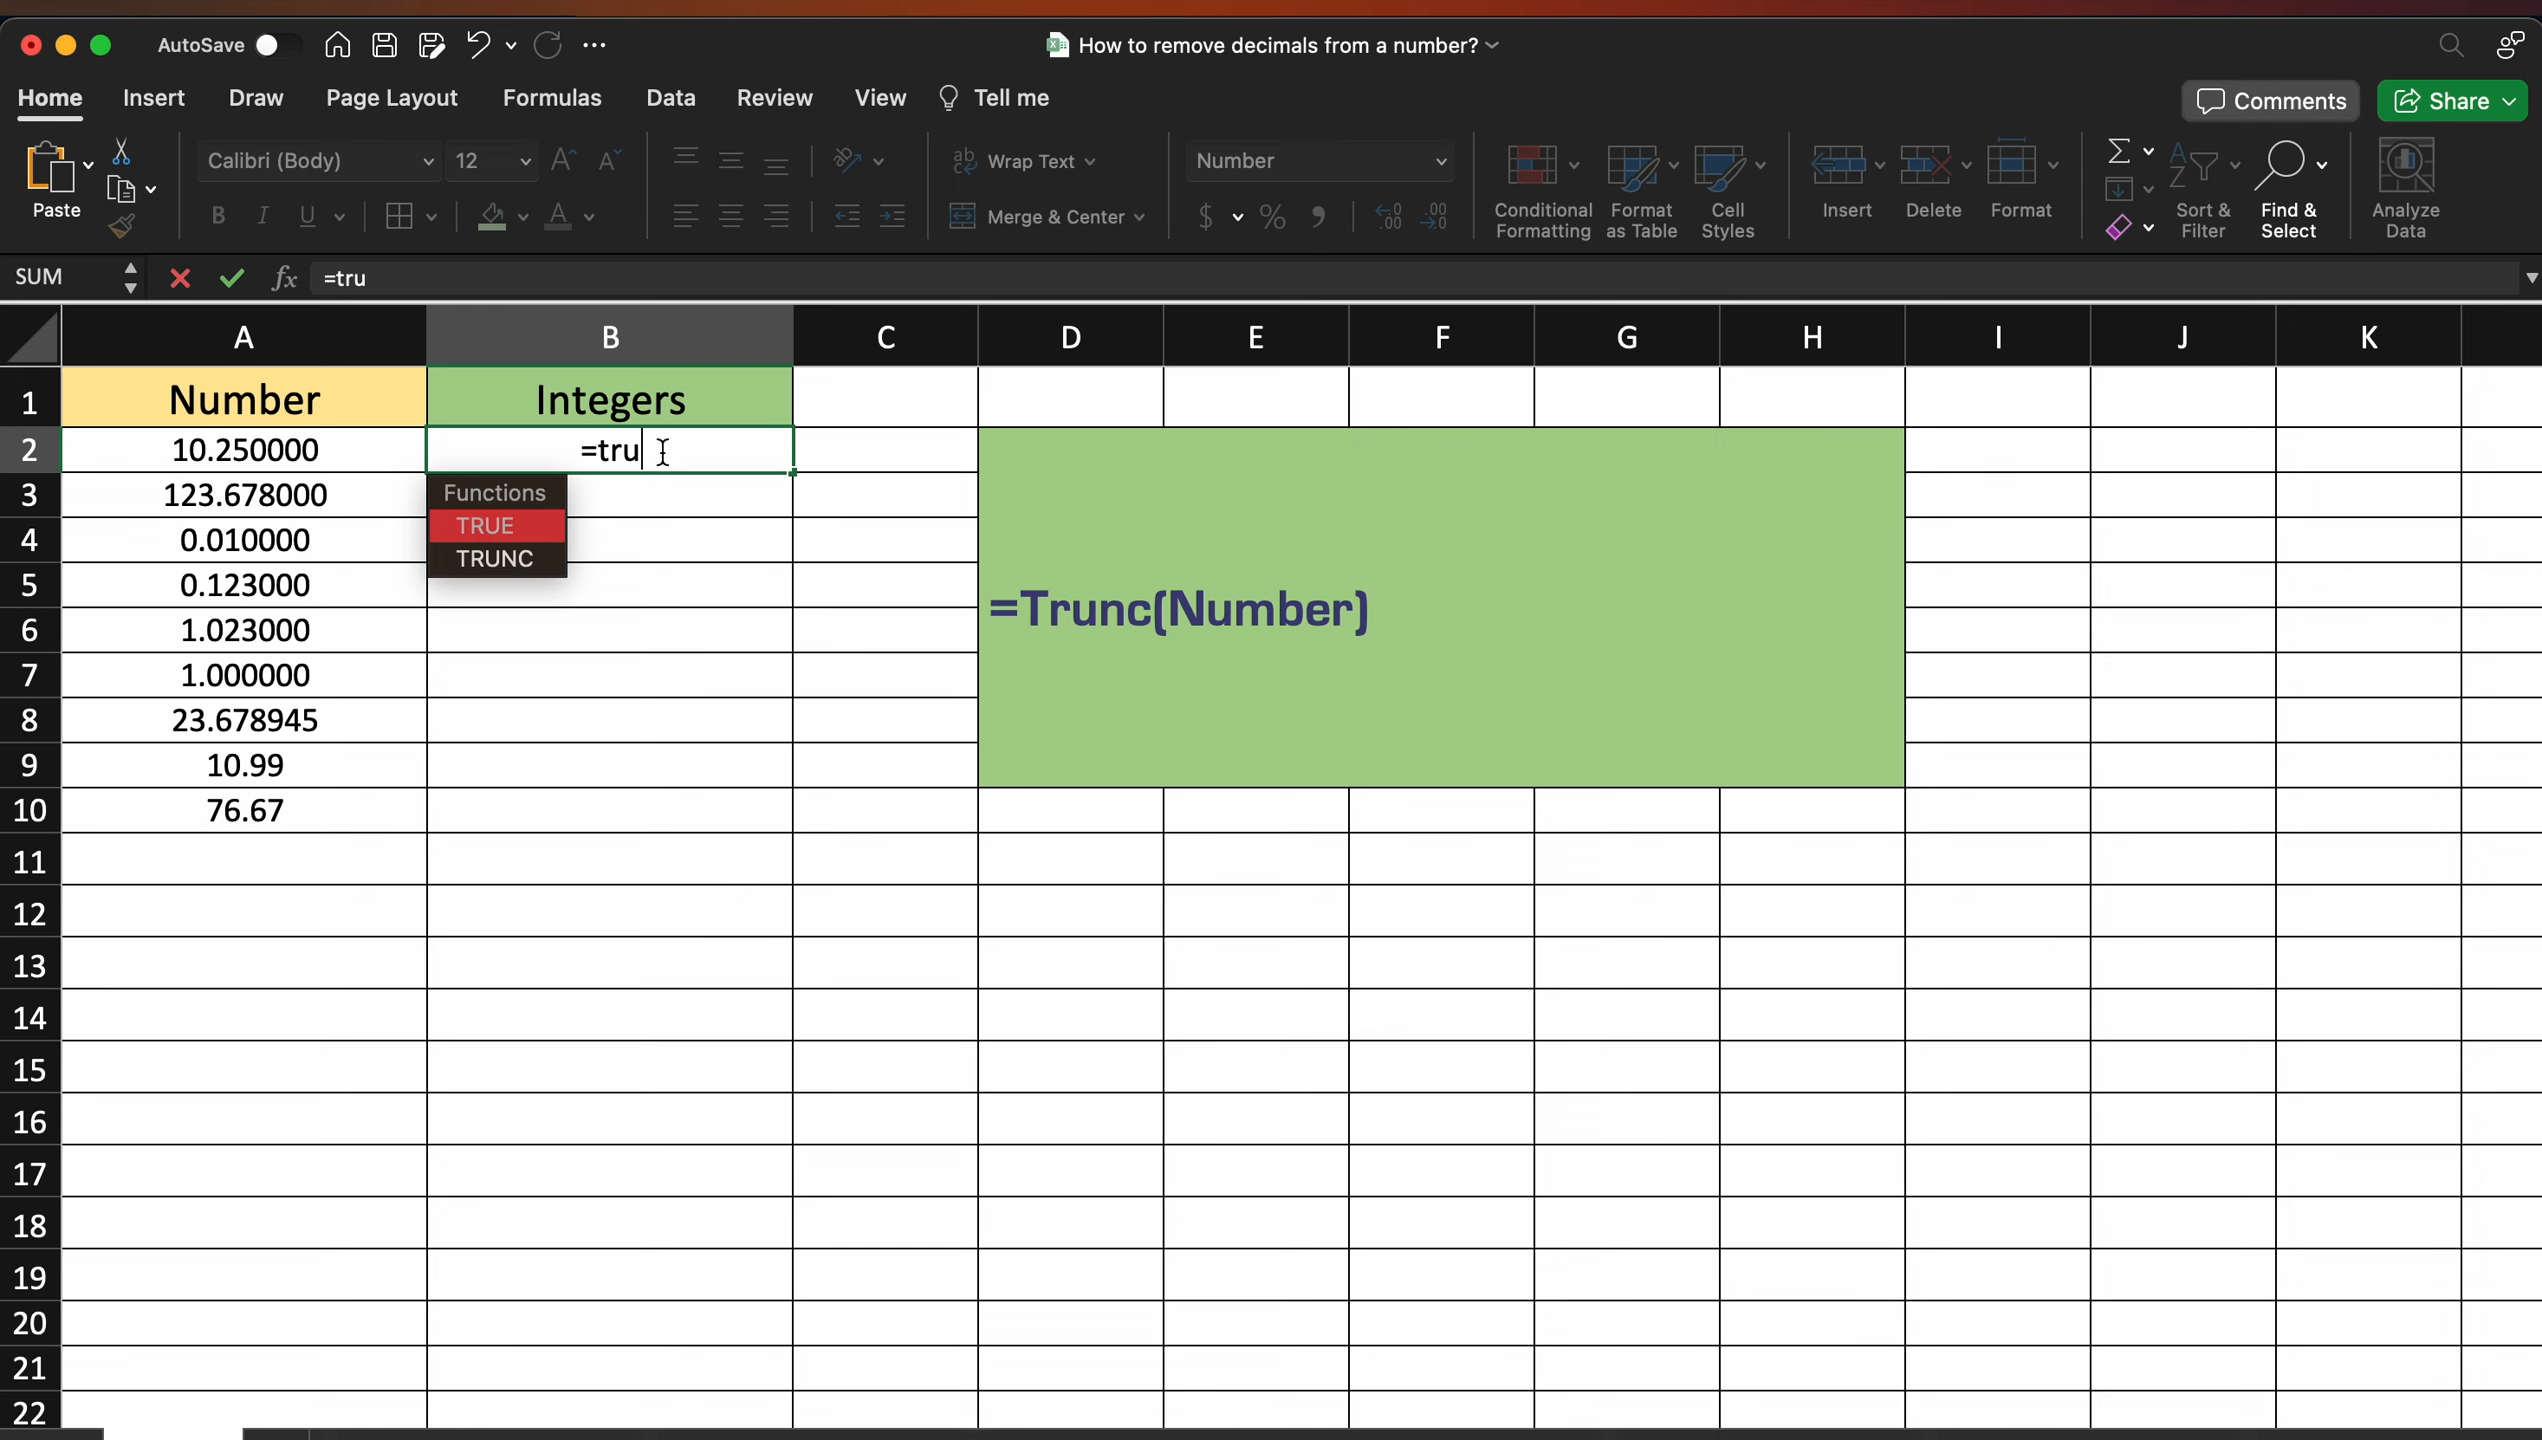 AutoSave
How to remove decimals from a number?
Home Insert Draw Page Layout Formulas Data Review View Tell me
Comments Share
Paste
Calibri (Body) 12
Wrap Text
Merge & Center
Number
Conditional Formatting
Format as Table
Cell Styles
Insert
Delete
Format
Sort & Filter
Find & Select
Analyze Data
SUM fx =tru
A B C D E F G H I J K
1 Number Integers
2 10.250000 =tru
3 123.678000
4 0.010000
5 0.123000
6 1.023000
7 1.000000
8 23.678945
9 10.99
10 76.67
11
12
13
14
15
16
17
18
19
20
21
22
Functions
TRUE
TRUNC
=Trunc(Number)